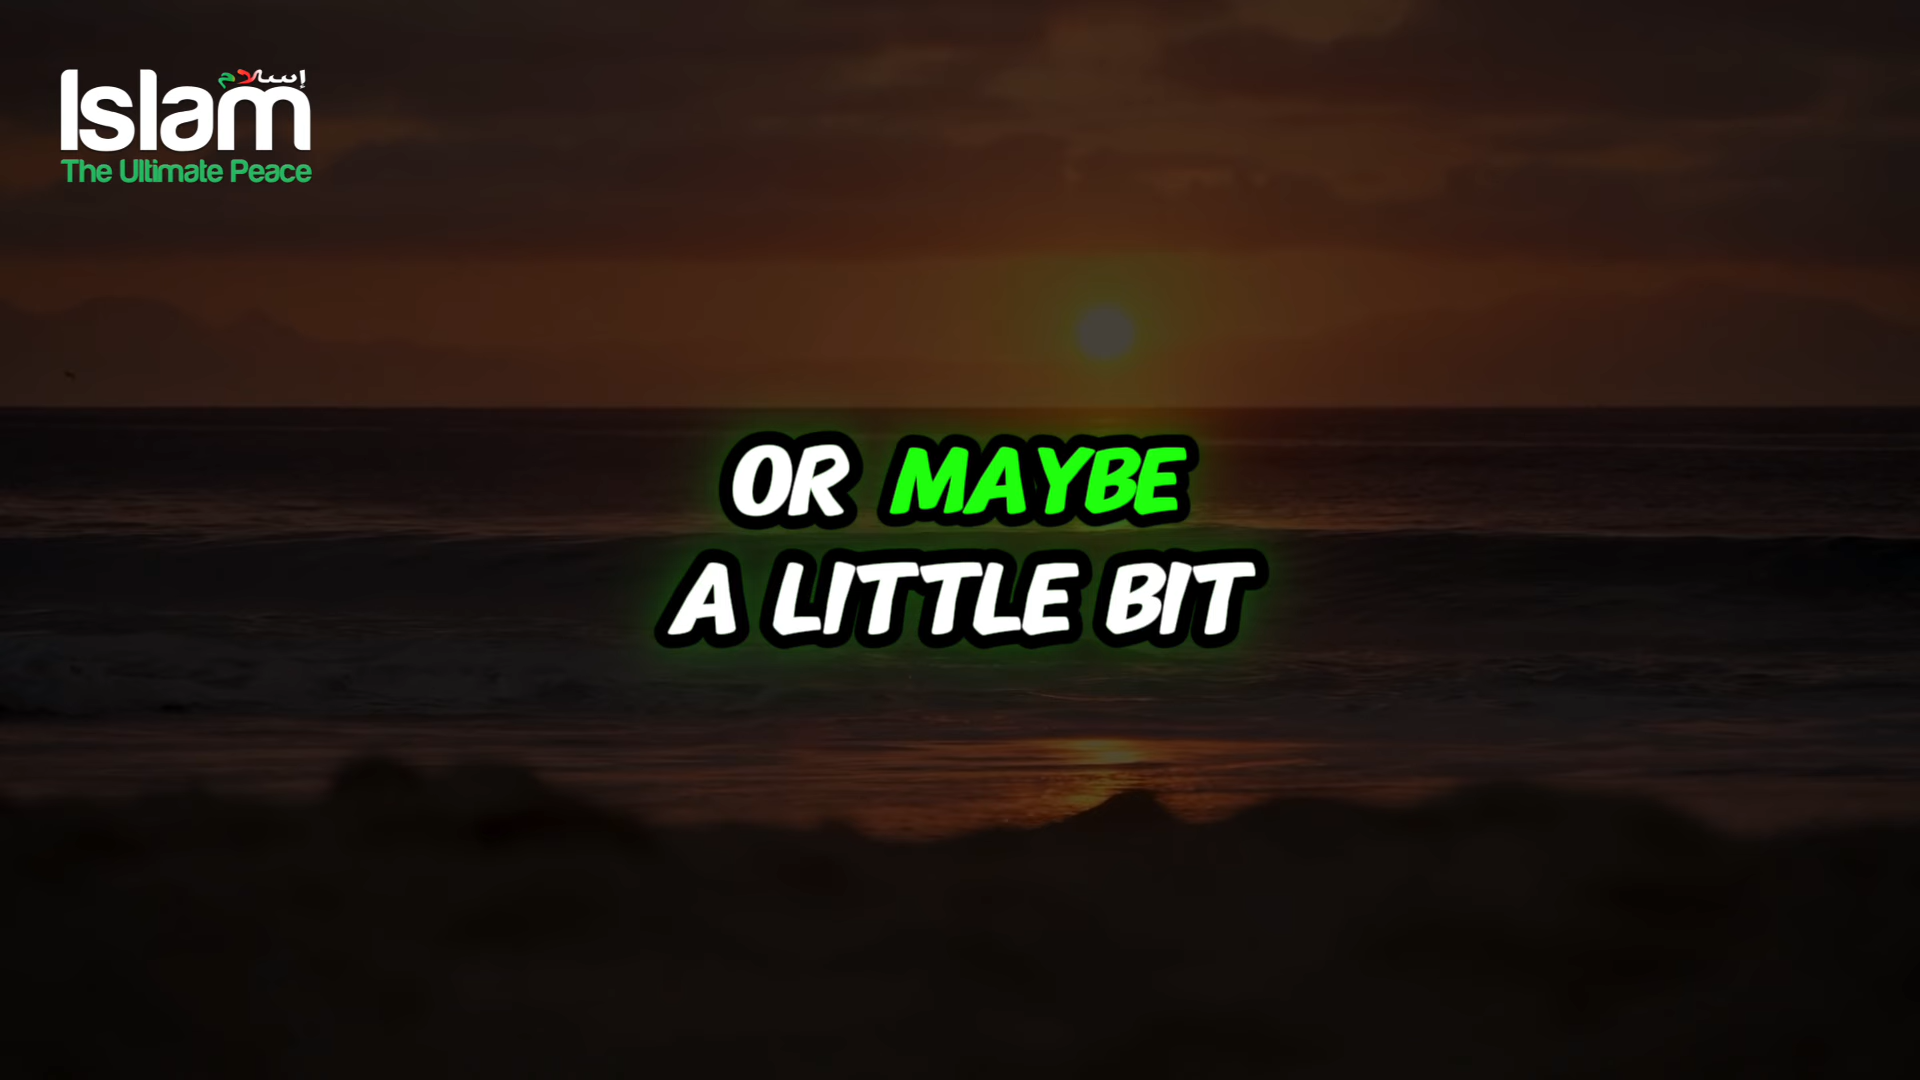 إسلام
Islam
The Ultimate Peace
OR MAYBE
A LITTLE BIT